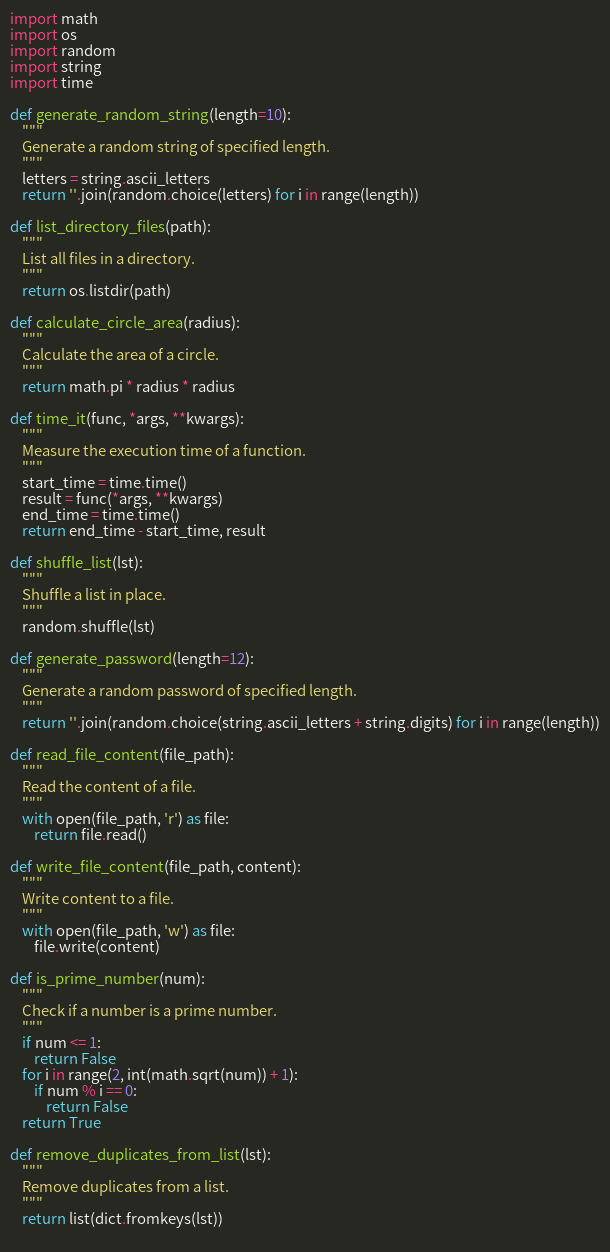 import math
import os
import random
import string
import time

def generate_random_string(length=10):
    """
    Generate a random string of specified length.
    """
    letters = string.ascii_letters
    return ''.join(random.choice(letters) for i in range(length))

def list_directory_files(path):
    """
    List all files in a directory.
    """
    return os.listdir(path)

def calculate_circle_area(radius):
    """
    Calculate the area of a circle.
    """
    return math.pi * radius * radius

def time_it(func, *args, **kwargs):
    """
    Measure the execution time of a function.
    """
    start_time = time.time()
    result = func(*args, **kwargs)
    end_time = time.time()
    return end_time - start_time, result

def shuffle_list(lst):
    """
    Shuffle a list in place.
    """
    random.shuffle(lst)

def generate_password(length=12):
    """
    Generate a random password of specified length.
    """
    return ''.join(random.choice(string.ascii_letters + string.digits) for i in range(length))

def read_file_content(file_path):
    """
    Read the content of a file.
    """
    with open(file_path, 'r') as file:
        return file.read()

def write_file_content(file_path, content):
    """
    Write content to a file.
    """
    with open(file_path, 'w') as file:
        file.write(content)

def is_prime_number(num):
    """
    Check if a number is a prime number.
    """
    if num <= 1:
        return False
    for i in range(2, int(math.sqrt(num)) + 1):
        if num % i == 0:
            return False
    return True

def remove_duplicates_from_list(lst):
    """
    Remove duplicates from a list.
    """
    return list(dict.fromkeys(lst))